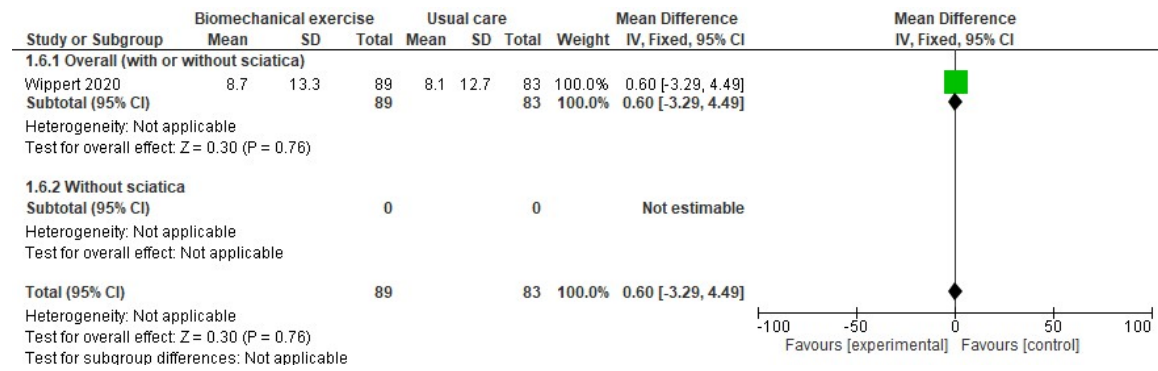 Biomechanical exercise Usual care Mean Difference Mean Difference
Study or Subgroup Mean SD Total Mean SD Total Weight IV, Fixed, 95% CI IV, Fixed, 95% CI
1.6.1 Overall (with or without sciatica)
Wippert 2020 8.7 13.3 89 8.1 12.7 83 100.0% 0.60 [-3.29, 4.49]
Subtotal (95% CI) 89 83 100.0% 0.60 [-3.29, 4.49]
Heterogeneity: Not applicable
Test for overall effect: Z = 0.30 (P = 0.76)
1.6.2 Without sciatica
Subtotal (95% CI) 0 0 Not estimable
Heterogeneity: Not applicable
Test for overall effect: Not applicable
Total (95% CI) 89 83 100.0% 0.60 [-3.29, 4.49]
Heterogeneity: Not applicable
Test for overall effect: Z = 0.30 (P = 0.76)
Test for subgroup differences: Not applicable
-100 -50 0 50 100
Favours [experimental] Favours [control]